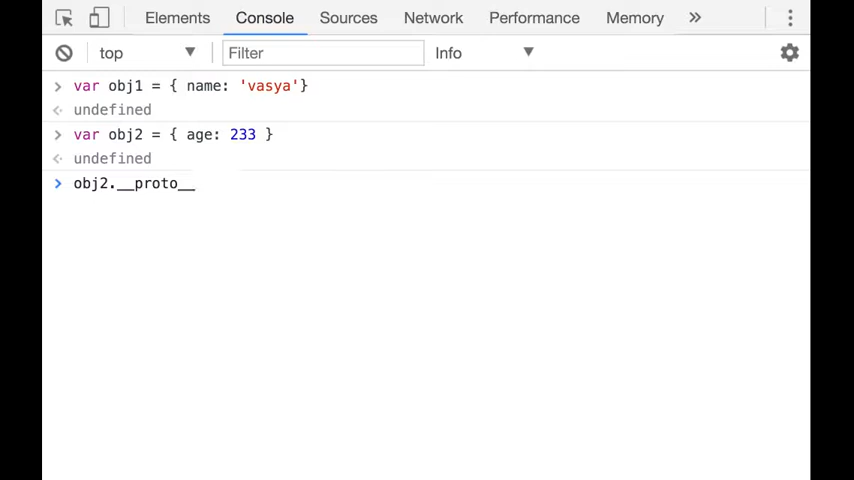 Elements Console Sources Network Performance Memory »
top ▼ Filter Info ▼
> var obj1 = { name: 'vasya'}
undefined
> var obj2 = { age: 233 }
undefined
> obj2.__proto__